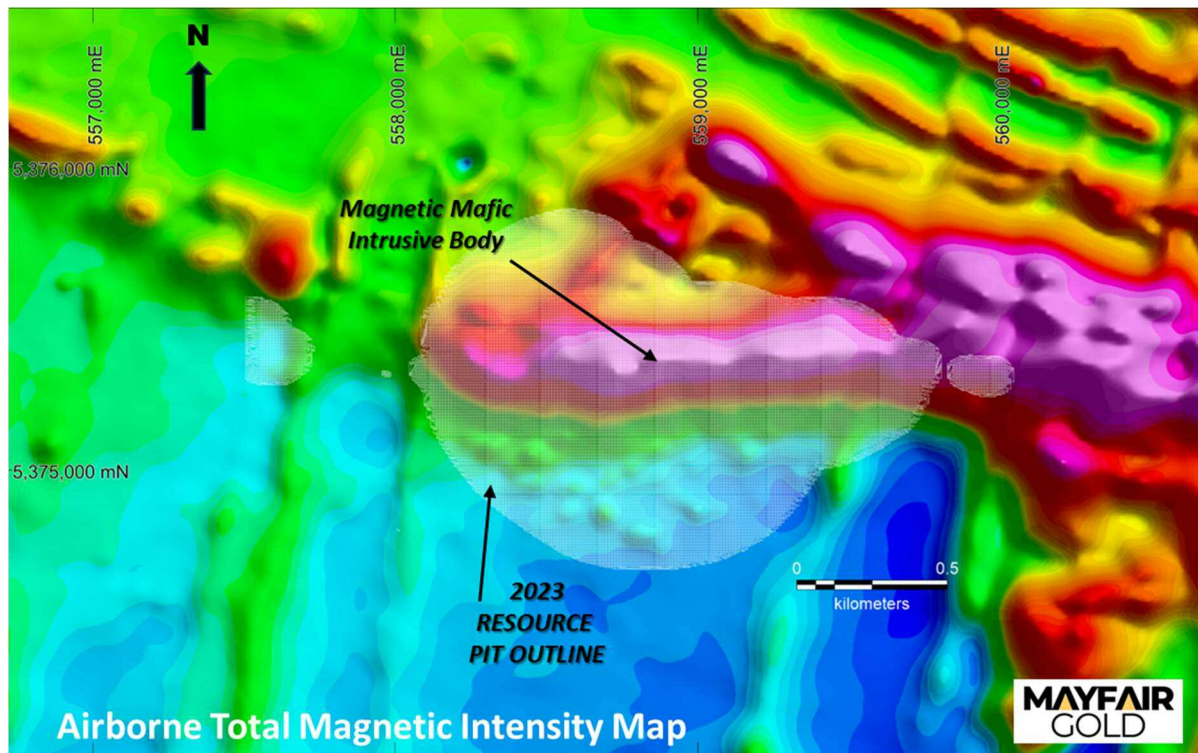 N
557,000 mE
558,000 mE
559,000 mE
560,000 mE
5,376,000 mN
Magnetic Mafic
Intrusive Body
5,375,000 mN
0 0.5
kilometers
2023
RESOURCE
PIT OUTLINE
Airborne Total Magnetic Intensity Map
MAYFAIR
GOLD